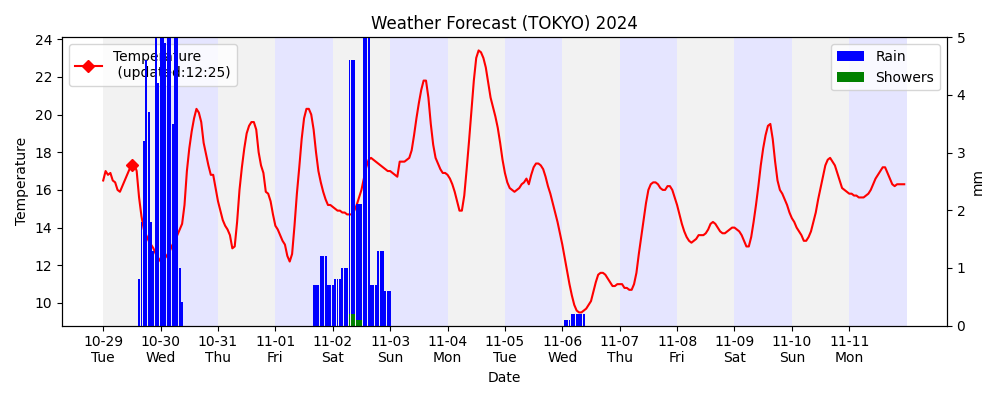 Weather Forecast (TOKYO) 2024
Temperature
(updated:12:25)
Rain
Showers
24
22
20
18
16
14
12
10
Temperature
5
4
3
2
1
0
mm
10-29 10-30 10-31 11-01 11-02 11-03 11-04 11-05 11-06 11-07 11-08 11-09 11-10 11-11
Tue Wed Thu Fri Sat Sun Mon Tue Wed Thu Fri Sat Sun Mon
Date